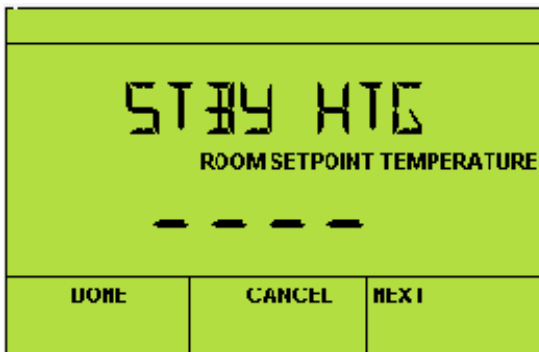 STBY HTG
ROOM SETPOINT TEMPERATURE
----
DONE CANCEL NEXT